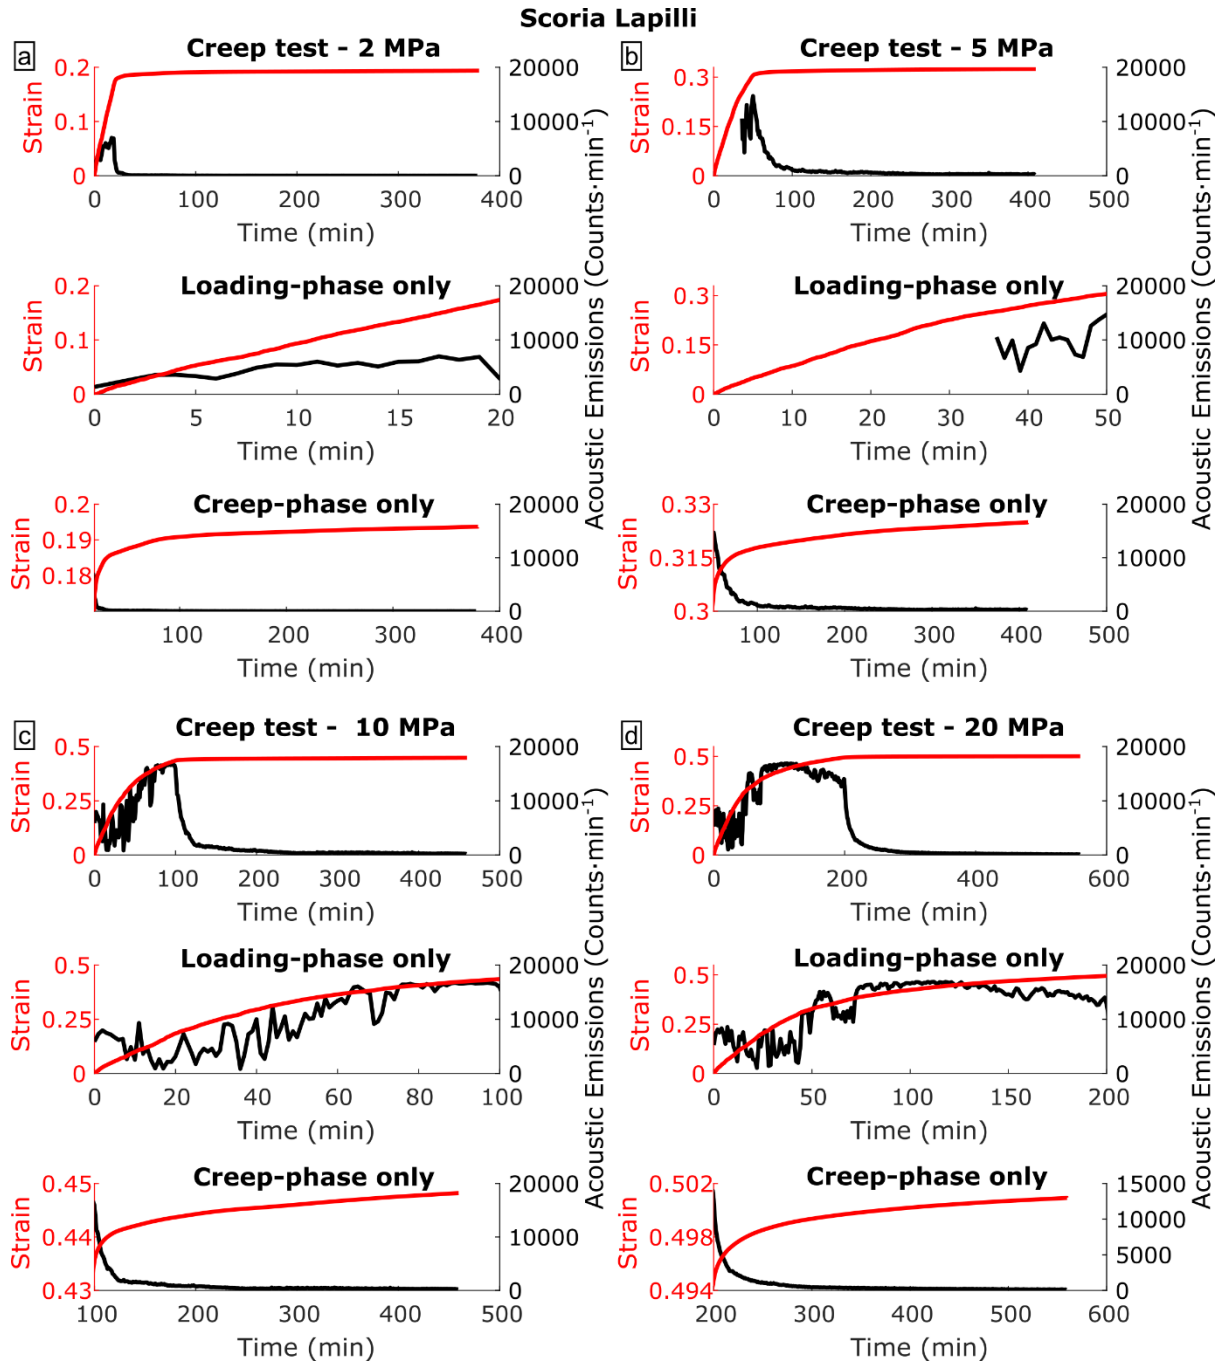 Scoria Lapilli
a
Creep test - 2 MPa
0.2
0.1
0
Strain
20000
10000
0
0 100 200 300 400
Time (min)
Loading-phase only
0.2
0.1
0
Strain
20000
10000
0
0 5 10 15 20
Time (min)
Creep-phase only
0.2
0.19
0.18
Strain
20000
10000
0
100 200 300 400
Time (min)
Acoustic Emissions (Counts·min-1)
b
Creep test - 5 MPa
0.3
0.15
0
Strain
20000
10000
0
0 100 200 300 400 500
Time (min)
Loading-phase only
0.3
0.15
0
Strain
20000
10000
0
0 10 20 30 40 50
Time (min)
Creep-phase only
0.33
0.315
0.3
Strain
20000
10000
0
100 200 300 400 500
Time (min)
Acoustic Emissions (Counts·min-1)
c
Creep test - 10 MPa
0.5
0.25
0
Strain
20000
10000
0
0 100 200 300 400 500
Time (min)
Loading-phase only
0.5
0.25
0
Strain
20000
10000
0
0 20 40 60 80 100
Time (min)
Creep-phase only
0.45
0.44
0.43
Strain
20000
10000
0
100 200 300 400 500
Time (min)
Acoustic Emissions (Counts·min-1)
d
Creep test - 20 MPa
0.5
0.25
0
Strain
20000
10000
0
0 200 400 600
Time (min)
Loading-phase only
0.5
0.25
0
Strain
20000
10000
0
0 50 100 150 200
Time (min)
Creep-phase only
0.502
0.498
0.494
Strain
15000
10000
5000
0
200 300 400 500 600
Time (min)
Acoustic Emissions (Counts·min-1)